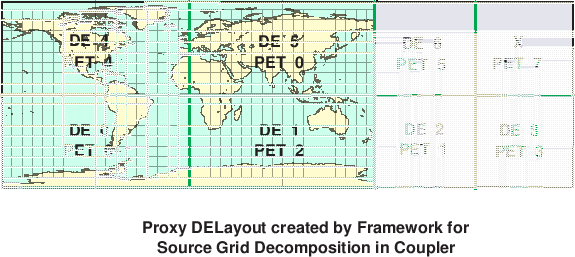 DE 4
PET 4
DE 5
PET 0
DE 6
PET 5
X
PET 7
DE
PET
DE 1
PET 2
DE 2
PET 1
DE 3
PET 3
Proxy DELayout created by Framework for
Source Grid Decomposition in Coupler